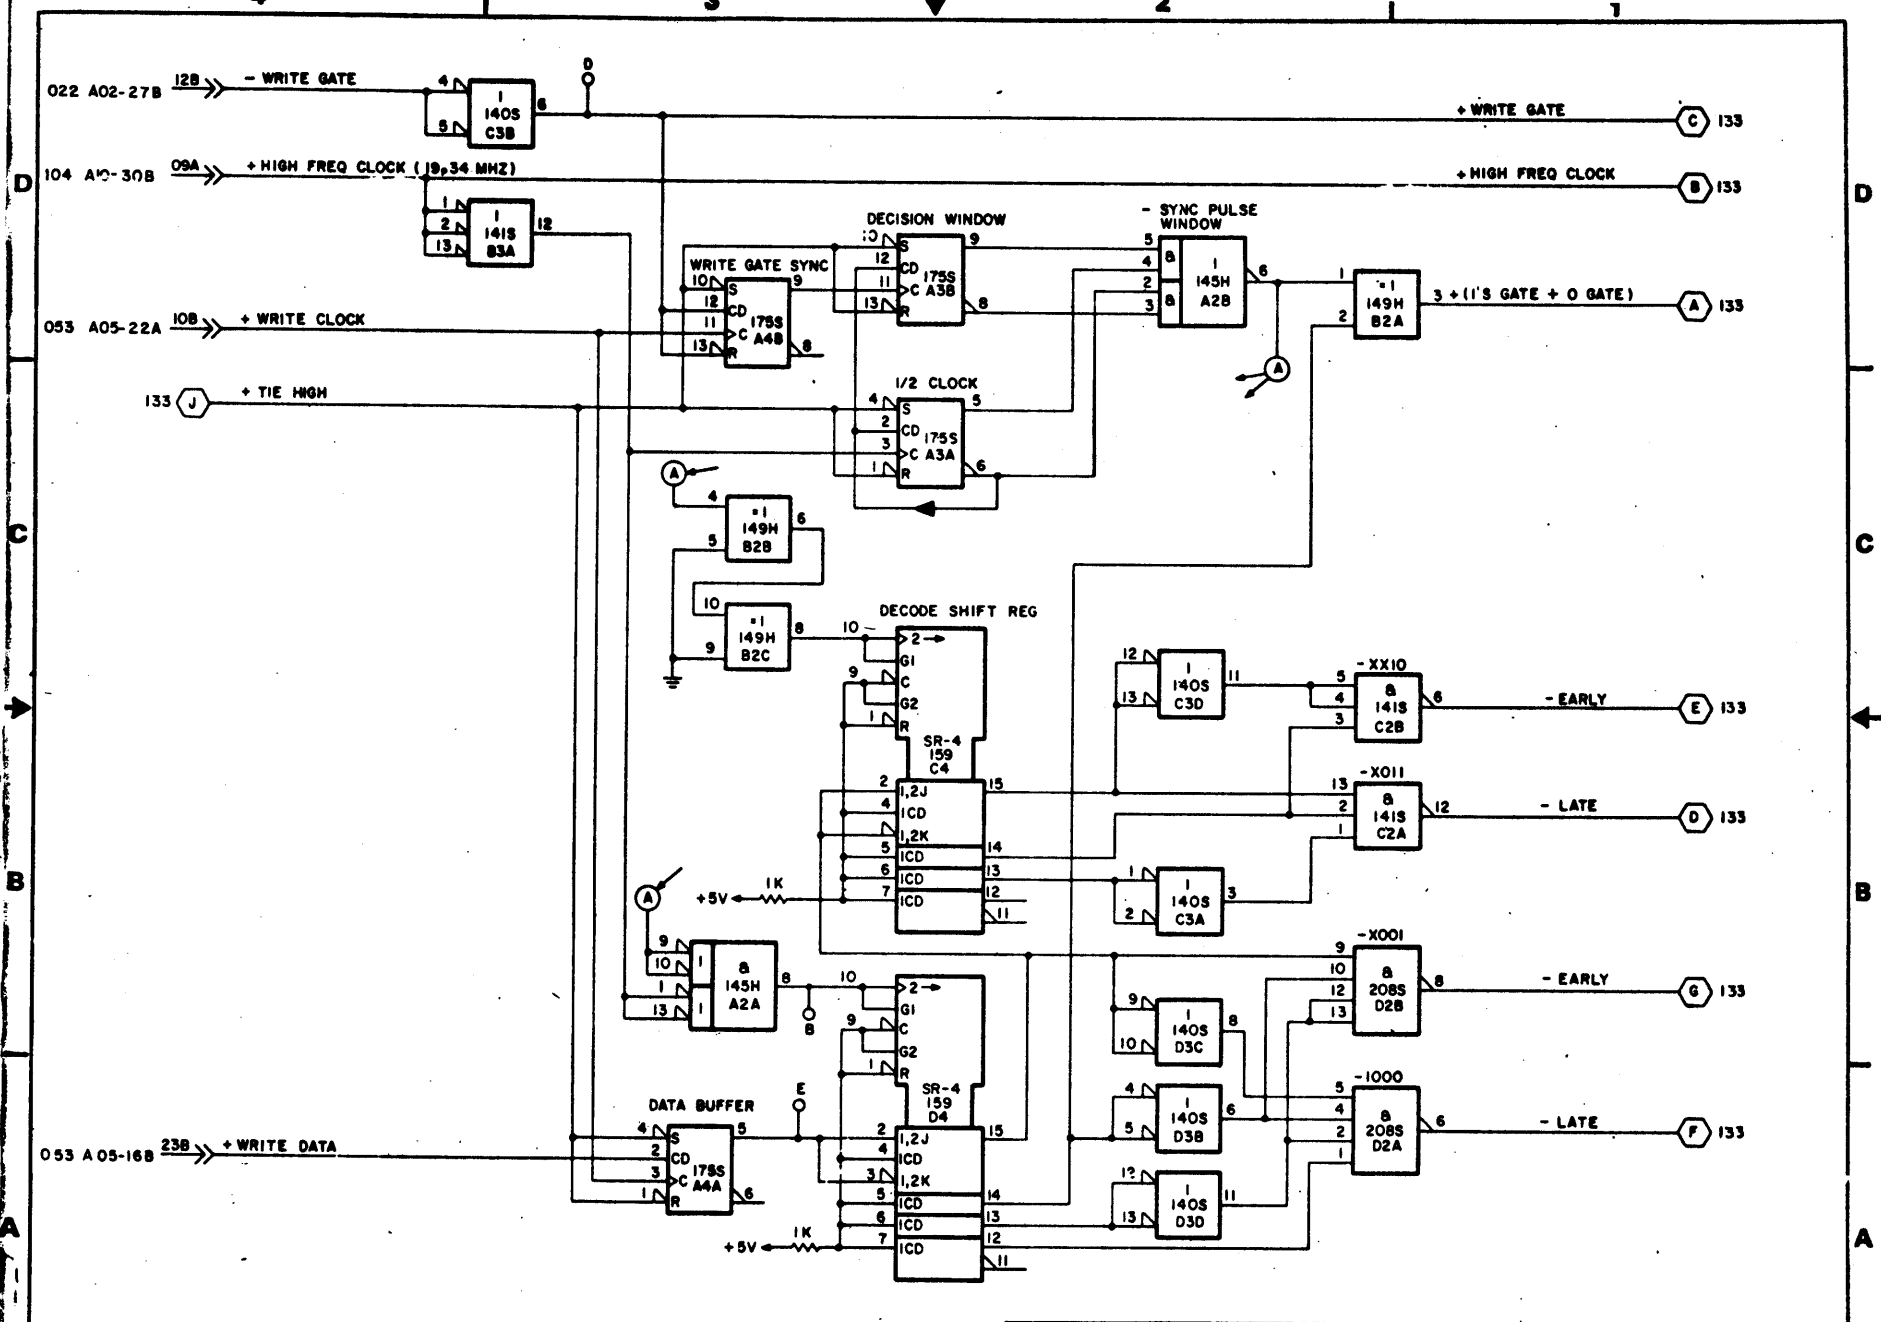 3 2 1
D
12B - WRITE GATE
022 A02-27B
4 1 6
140S
5 C3B
+ WRITE GATE C 133
09A + HIGH FREQ CLOCK (19.34 MHZ)
104 A10-30B
+HIGH FREQ CLOCK B 133
D D
1 1 12
2 141S
13 B3A
DECISION WINDOW
10 S 9
12 CD
11 C 175S A3B
13 R 8
- SYNC PULSE
WINDOW
5 & 1 6
4 145H
2 & A2B
3
WRITE GATE SYNC
10 S 9
12 CD
11 C 175S A4B
13 R 8
1 =1 3 +(1'S GATE + 0 GATE) A 133
149H
2 B2A
A
10B + WRITE CLOCK
053 A05-22A
133 J + TIE HIGH
1/2 CLOCK
4 S 5
2 CD 175S
3 C A3A
1 R 6
A
4 =1 6
149H
5 B2B
C C
10 =1 8
149H
9 B2C
DECODE SHIFT REG
10 2
G1
9 C
G2
1 R
SR-4
159
C4
2 1,2J 15
4 1CD
1,2K
5 1CD 14
6 1CD 13
7 1CD 12
11
+5V 1K
12 1 11
140S
13 C3D
-XX10
5 & 6 - EARLY E 133
4 141S
3 C2B
-X011
13 & 12 - LATE D 133
2 141S
1 C2A
1 1 3
140S
2 C3A
B B
A
9 1 & 8
10 145H
1 1 A2A
13
B
10 2
G1
9 C
G2
1 R
SR-4
159
D4
2 1,2J 15
4 1CD
3 1,2K
5 1CD 14
6 1CD 13
7 1CD 12
11
+5V 1K
-X001
9 & 8 - EARLY G 133
10 208S
12 D2B
13
9 1 8
140S
10 D3C
-1000
5 & 6 - LATE F 133
4 208S
2 D2A
1
4 1 6
140S
5 D3B
12 1 11
140S
13 D3D
DATA BUFFER E
4 S 5
2 CD
3 C 175S A4A
1 R 6
23B + WRITE DATA
053 A05-16B
A A